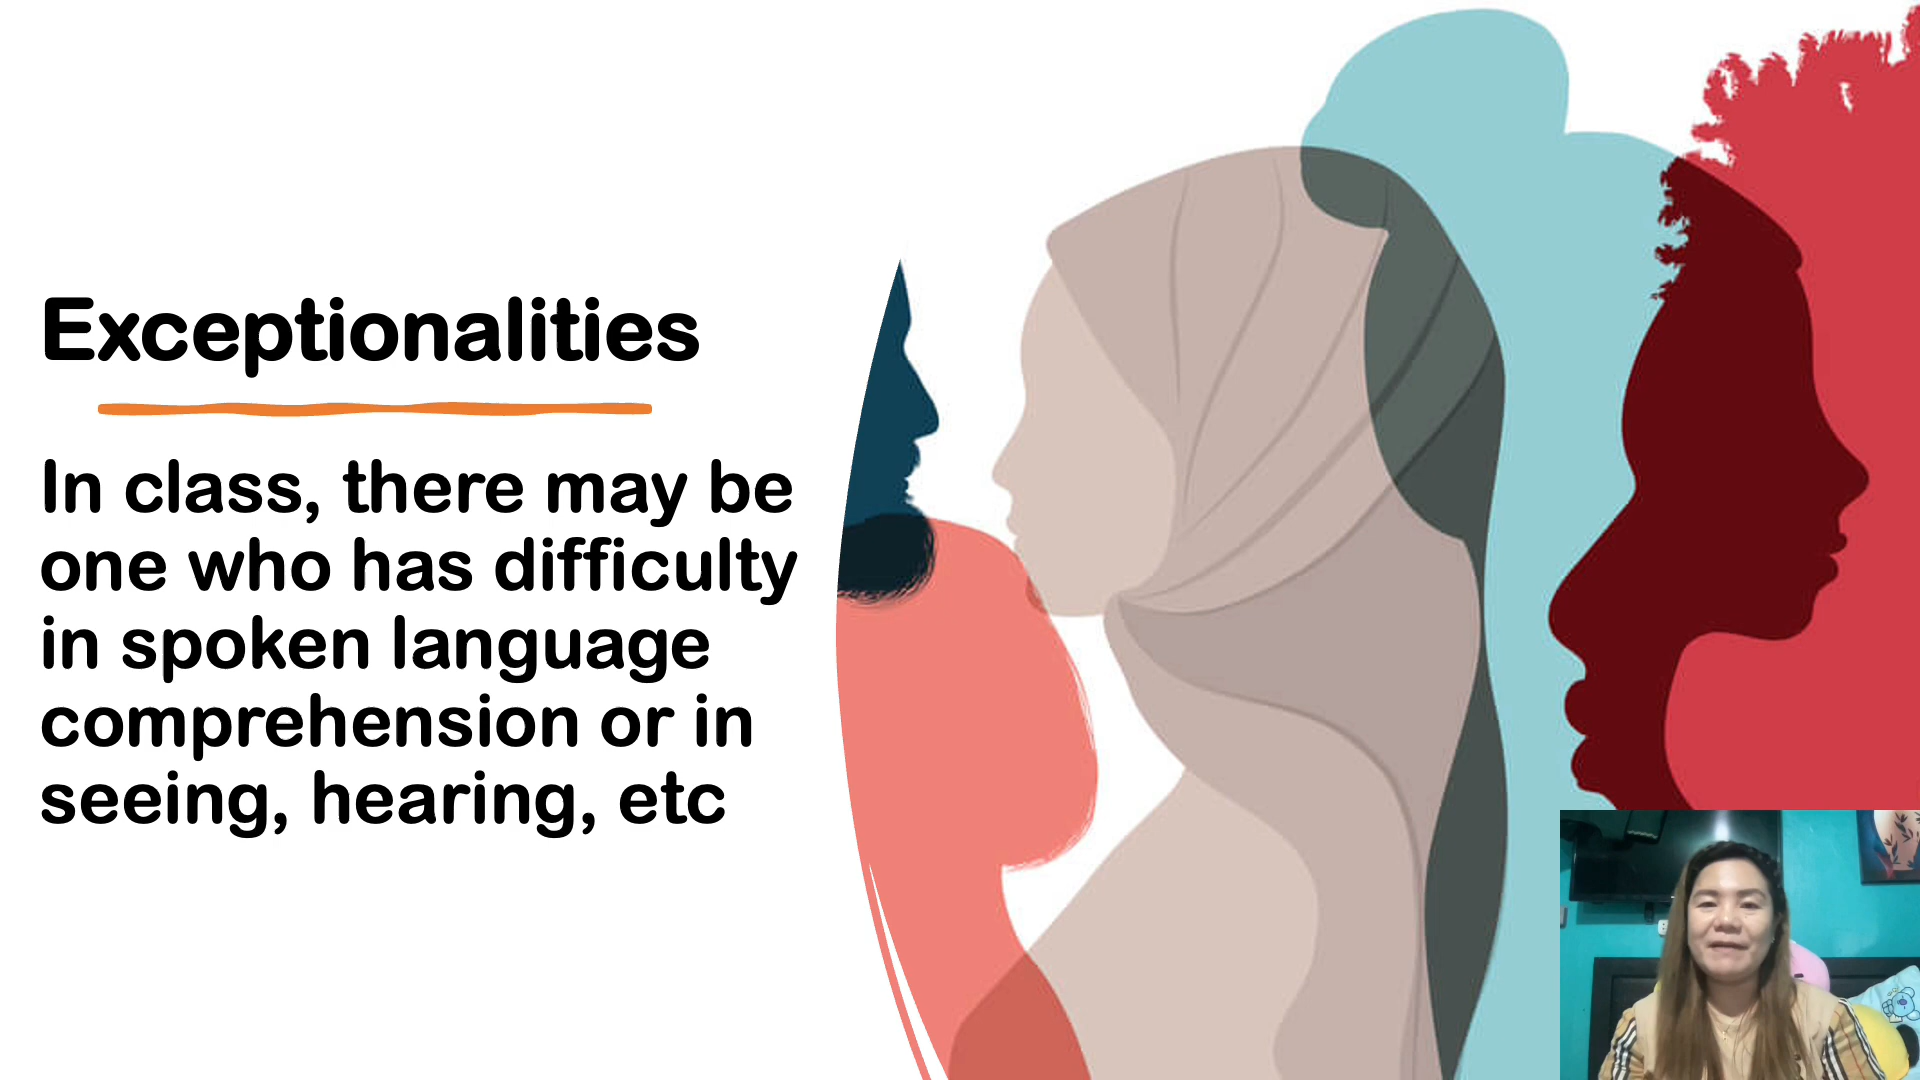 Exceptionalities
In class, there may be
one who has difficulty
in spoken language
comprehension or in
seeing, hearing, etc